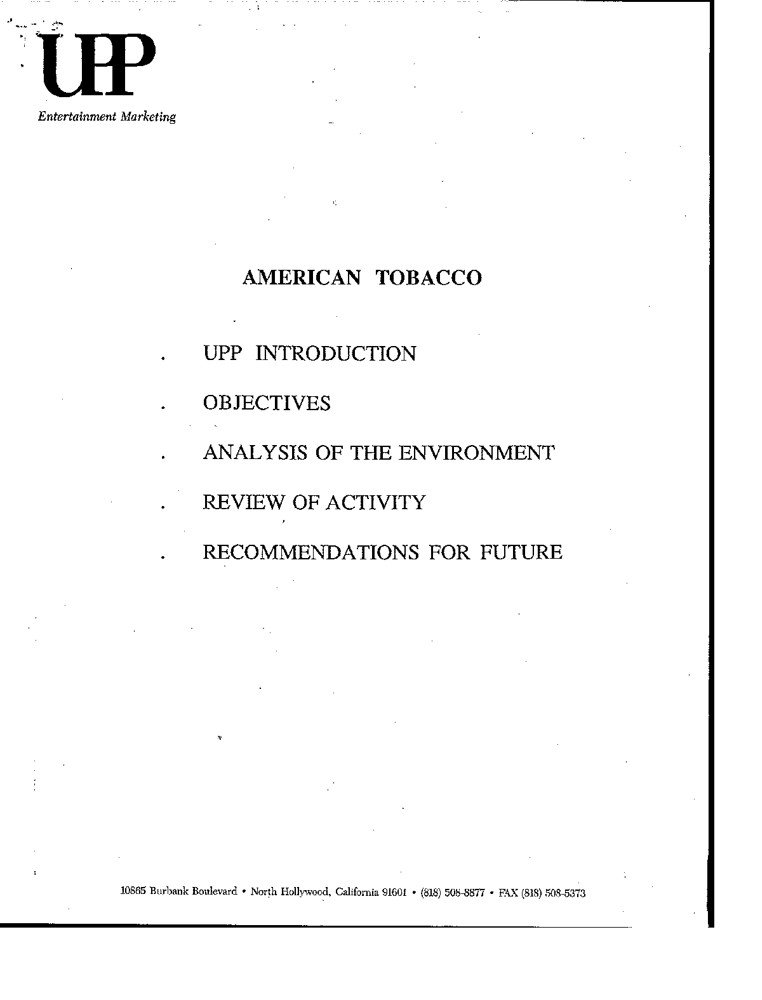 UPP
Entertainment Marketing
AMERICAN TOBACCO
. UPP INTRODUCTION
. OBJECTIVES
. ANALYSIS OF THE ENVIRONMENT
. REVIEW OF ACTIVITY
. RECOMMENDATIONS FOR FUTURE
10865 Burbank Boulevard • North Hollywood, California 91601 • (818) 508-8877 • FAX (818) 508-5373